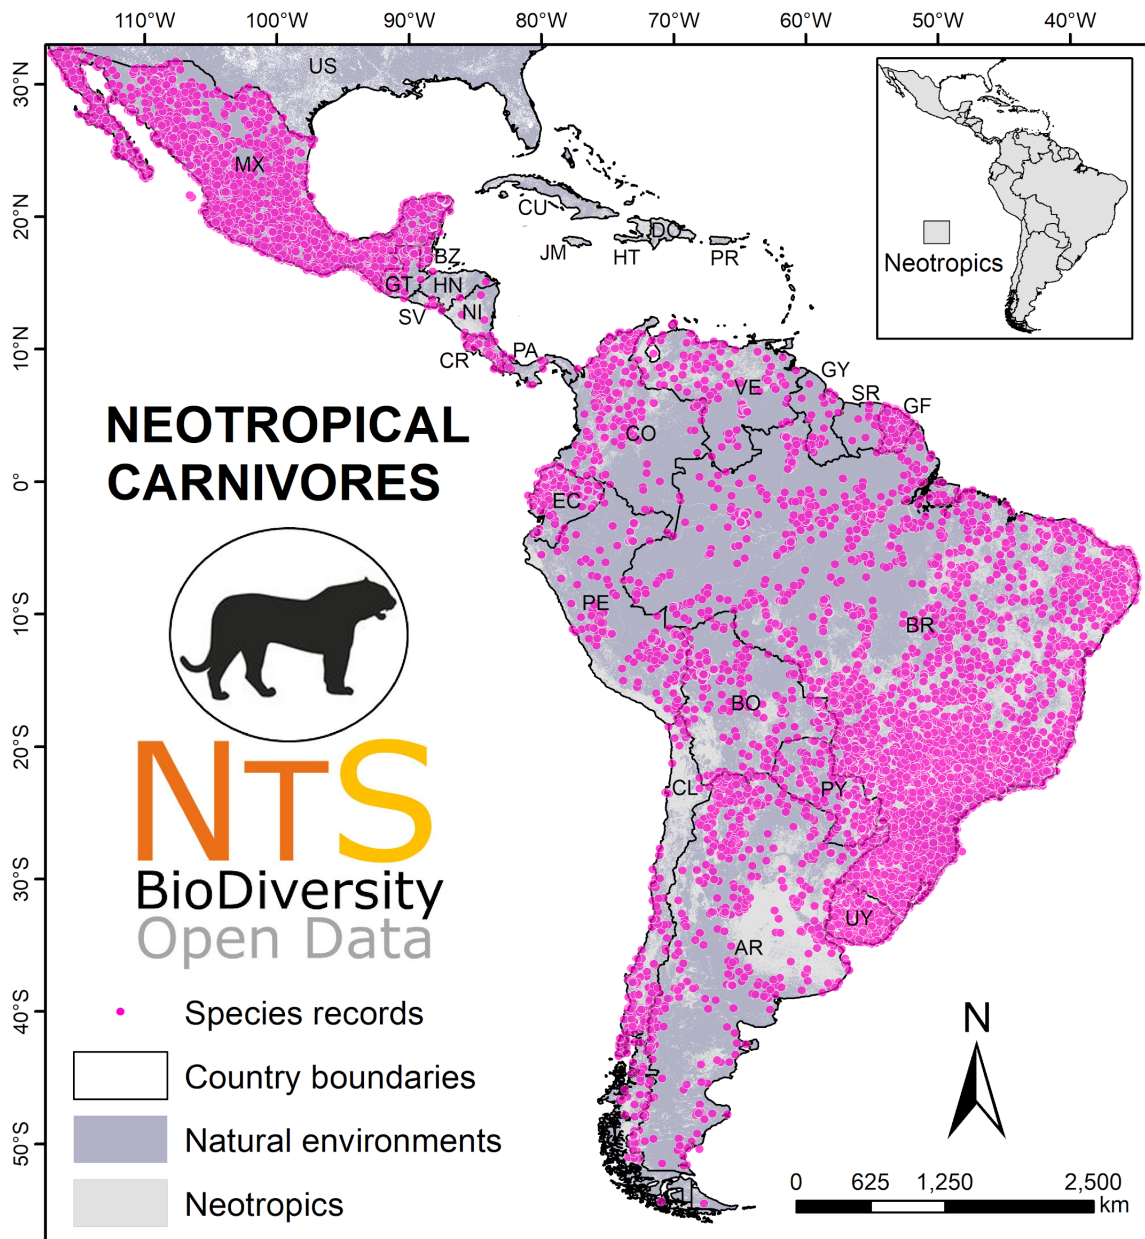 110°W 100°W 90°W 80°W 70°W 60°W 50°W 40°W
30°N
20°N
10°N
0°
10°S
20°S
30°S
40°S
50°S
US
MX
CU
JM
HT
DO
PR
BZ
GT
HN
SV
NI
CR
PA
VE
GY
SR
GF
CO
EC
PE
BR
BO
PY
CL
UY
AR
Neotropics
NEOTROPICAL
CARNIVORES
NTS
BioDiversity
Open Data
Species records
Country boundaries
Natural environments
Neotropics
N
0 625 1,250 2,500
km